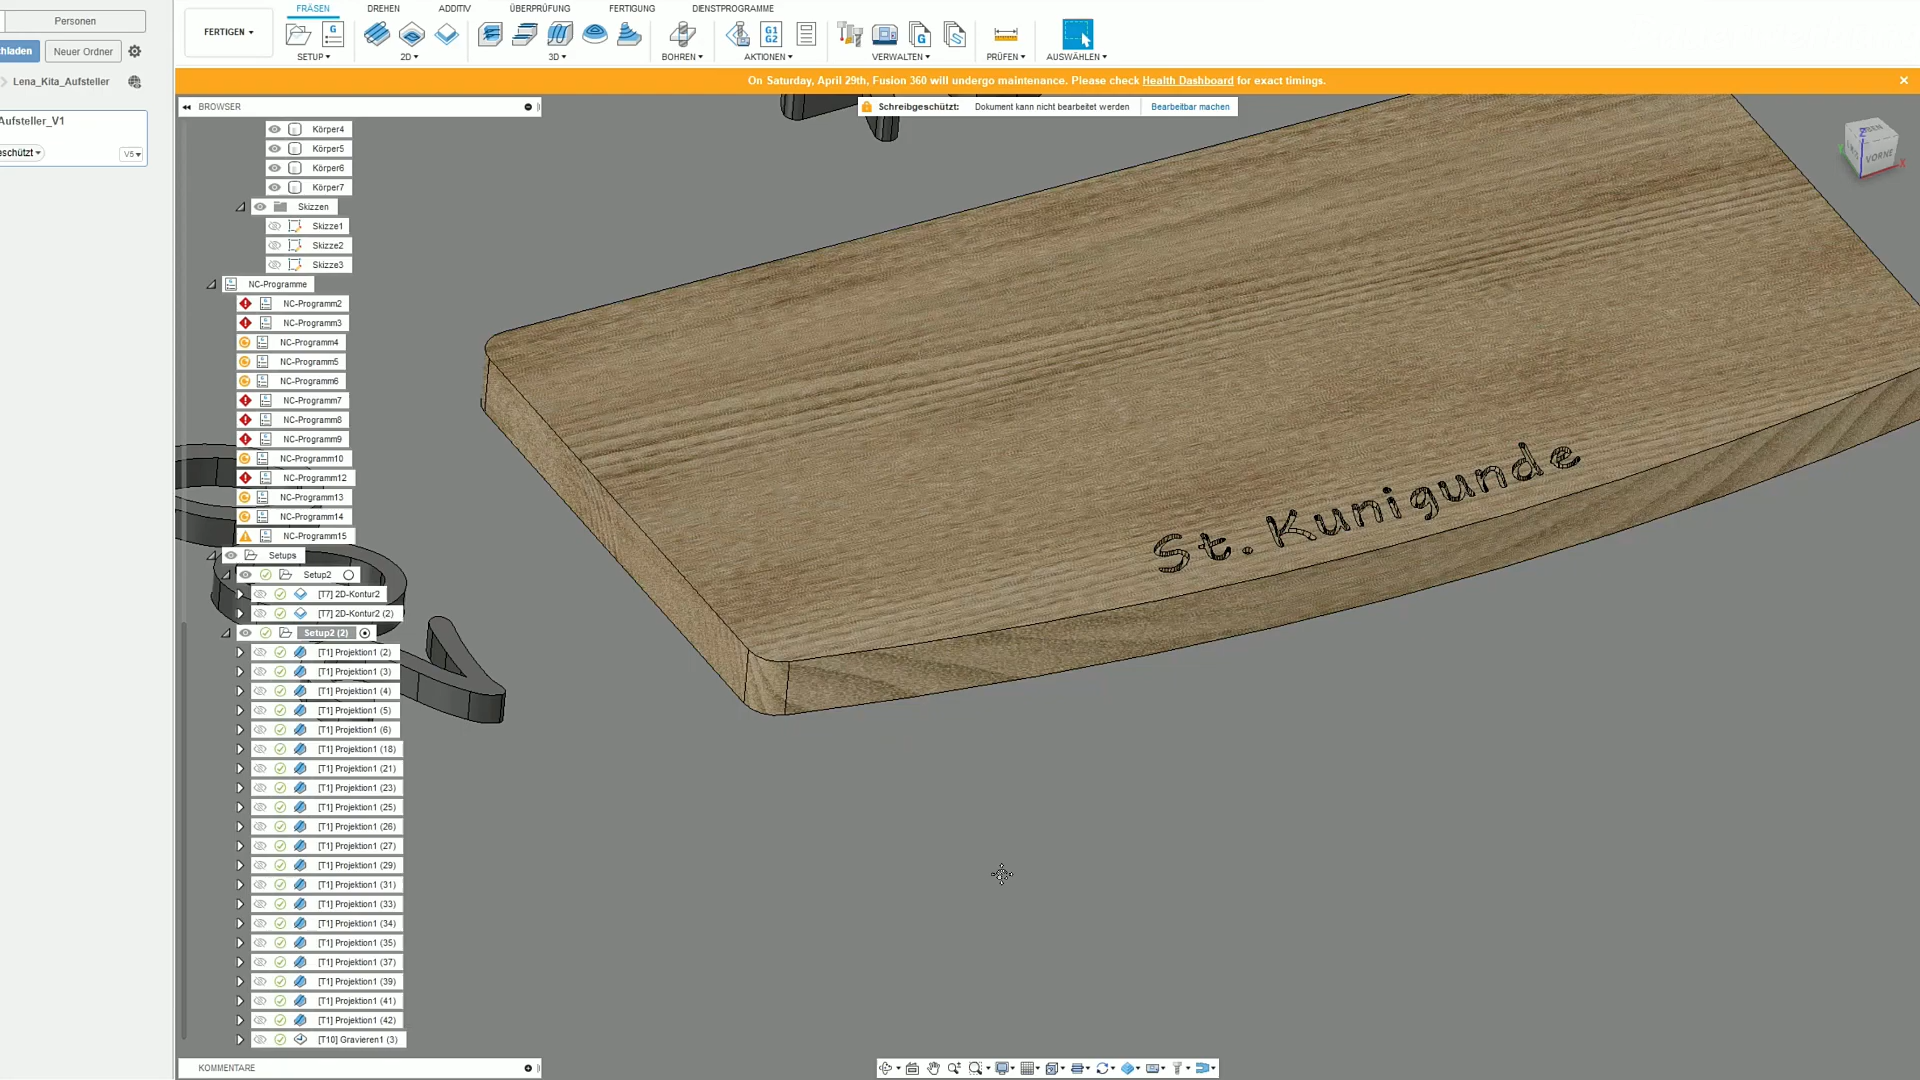 Personen
FRÄSEN DREHEN ADDITIV ÜBERPRÜFUNG FERTIGUNG DIENSTPROGRAMME
FERTIGEN
hladen Neuer Ordner
SETUP 2D 3D BOHREN AKTIONEN VERWALTEN PRÜFEN AUSWÄHLEN
G
G1
G2
G
On Saturday, April 29th, Fusion 360 will undergo maintenance. Please check Health Dashboard for exact timings.
Lena_Kita_Aufsteller
BROWSER
Schreibgeschützt: Dokument kann nicht bearbeitet werden Bearbeitbar machen
Aufsteller_V1
eschützt V5
Körper4
Körper5
Körper6
Körper7
Skizzen
Skizze1
Skizze2
Skizze3
NC-Programme
NC-Programm2
NC-Programm3
NC-Programm4
NC-Programm5
NC-Programm6
NC-Programm7
NC-Programm8
NC-Programm9
NC-Programm10
NC-Programm12
NC-Programm13
NC-Programm14
NC-Programm15
Setups
Setup2
[T7] 2D-Kontur2
[T7] 2D-Kontur2 (2)
Setup2 (2)
[T1] Projektion1 (2)
[T1] Projektion1 (3)
[T1] Projektion1 (4)
[T1] Projektion1 (5)
[T1] Projektion1 (6)
[T1] Projektion1 (18)
[T1] Projektion1 (21)
[T1] Projektion1 (23)
[T1] Projektion1 (25)
[T1] Projektion1 (26)
[T1] Projektion1 (27)
[T1] Projektion1 (29)
[T1] Projektion1 (31)
[T1] Projektion1 (33)
[T1] Projektion1 (34)
[T1] Projektion1 (35)
[T1] Projektion1 (37)
[T1] Projektion1 (39)
[T1] Projektion1 (41)
[T1] Projektion1 (42)
[T10] Gravieren1 (3)
KOMMENTARE
St. Kunigunde
Z
VORNE
X